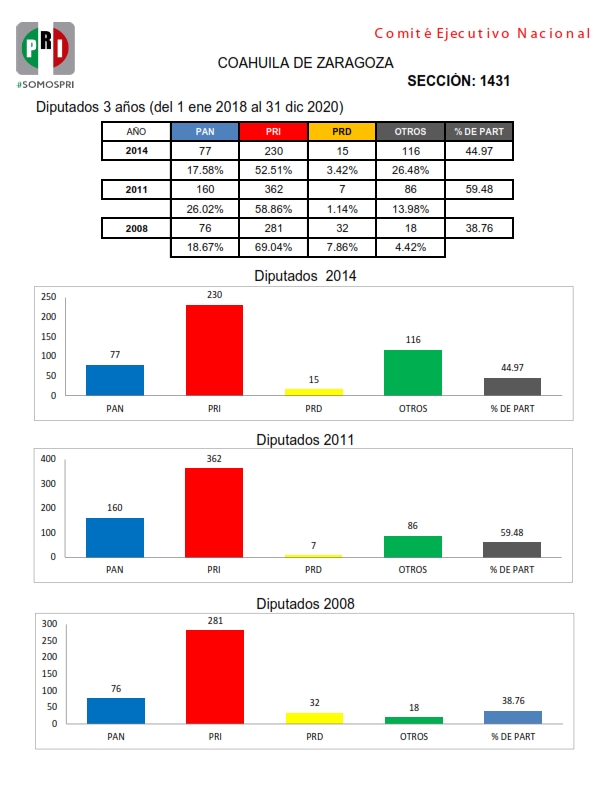 Comité Ejecutivo Nacional
PRI
#SOMOSPRI
COAHUILA DE ZARAGOZA
SECCIÓN: 1431
Diputados 3 años (del 1 ene 2018 al 31 dic 2020)
AÑO PAN PRI PRD OTROS % DE PART
2014 77 230 15 116 44.97
17.58% 52.51% 3.42% 26.48%
2011 160 362 7 86 59.48
26.02% 58.86% 1.14% 13.98%
2008 76 281 32 18 38.76
18.67% 69.04% 7.86% 4.42%
Diputados 2014
250
200
150
100
50
0
77 230 15 116 44.97
PAN PRI PRD OTROS % DE PART
Diputados 2011
400
300
200
100
0
160 362 7 86 59.48
PAN PRI PRD OTROS % DE PART
Diputados 2008
300
250
200
150
100
50
0
76 281 32 18 38.76
PAN PRI PRD OTROS % DE PART